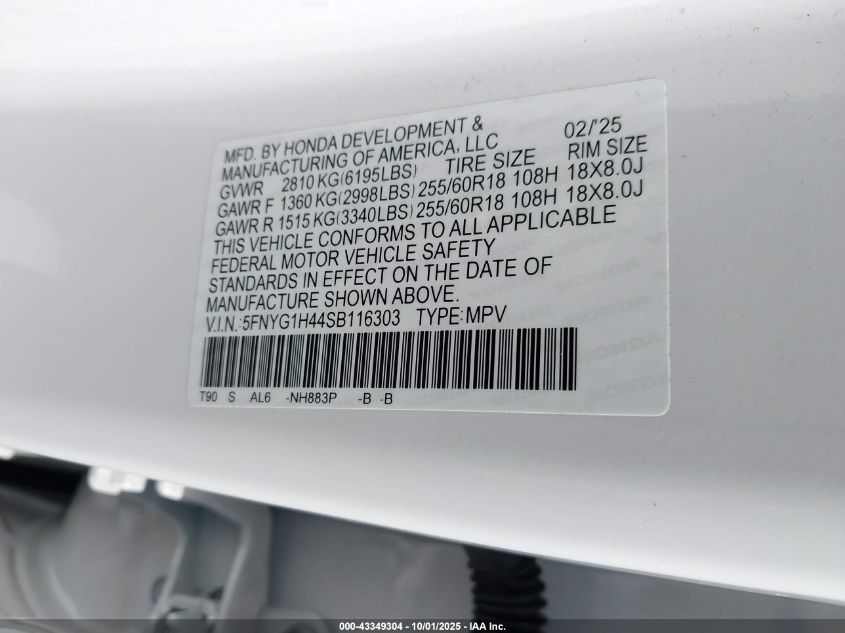 MFD. BY HONDA DEVELOPMENT & 02/'25
MANUFACTURING OF AMERICA, LLC
GVWR 2810 KG(6195LBS) TIRE SIZE RIM SIZE
GAWR F 1360 KG(2998LBS) 255/60R18 108H 18X8.0J
GAWR R 1515 KG(3340LBS) 255/60R18 108H 18X8.0J
THIS VEHICLE CONFORMS TO ALL APPLICABLE
FEDERAL MOTOR VEHICLE SAFETY
STANDARDS IN EFFECT ON THE DATE OF
MANUFACTURE SHOWN ABOVE.
V.I.N.:5FNYG1H44SB116303 TYPE:MPV
T90 S AL6 -NH883P -B -B
000-43349304 - 10/01/2025 - IAA Inc.